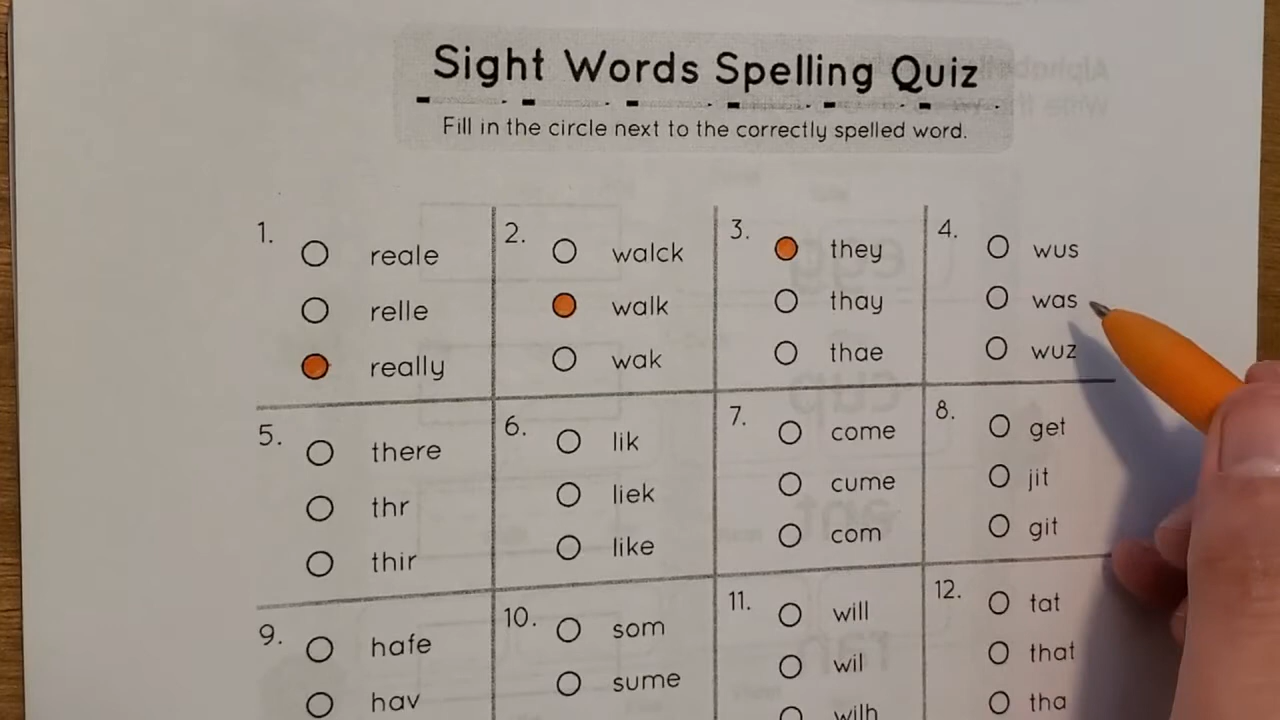 Sight Words Spelling Quiz
Fill in the circle next to the correctly spelled word.
1.
reale
relle
really
2.
walck
walk
wak
3.
they
thay
thae
4.
wus
was
wuz
5.
there
thr
thir
6.
lik
liek
like
7.
come
cume
com
8.
get
jit
git
9.
hafe
hav
10.
som
sume
11.
will
wil
12.
tat
that
tha